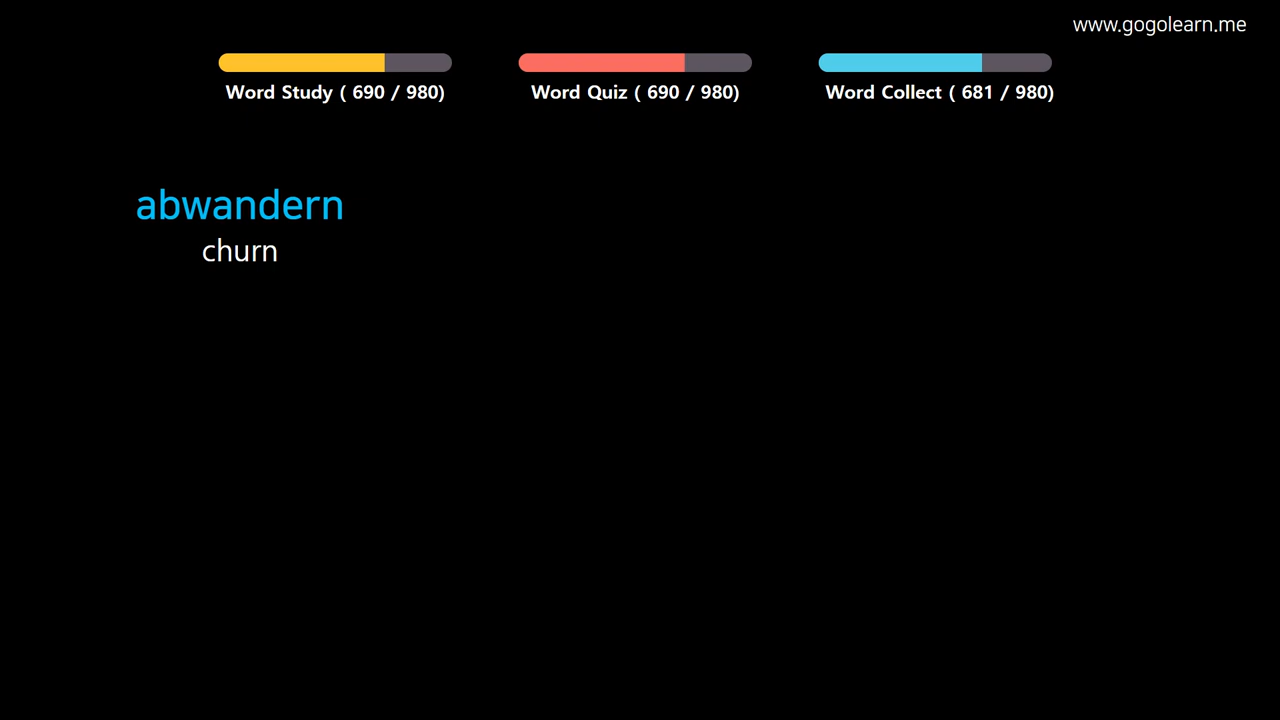 www.gogolearn.me
Word Study ( 690 / 980)
Word Quiz ( 690 / 980)
Word Collect ( 681 / 980)
abwandern
churn